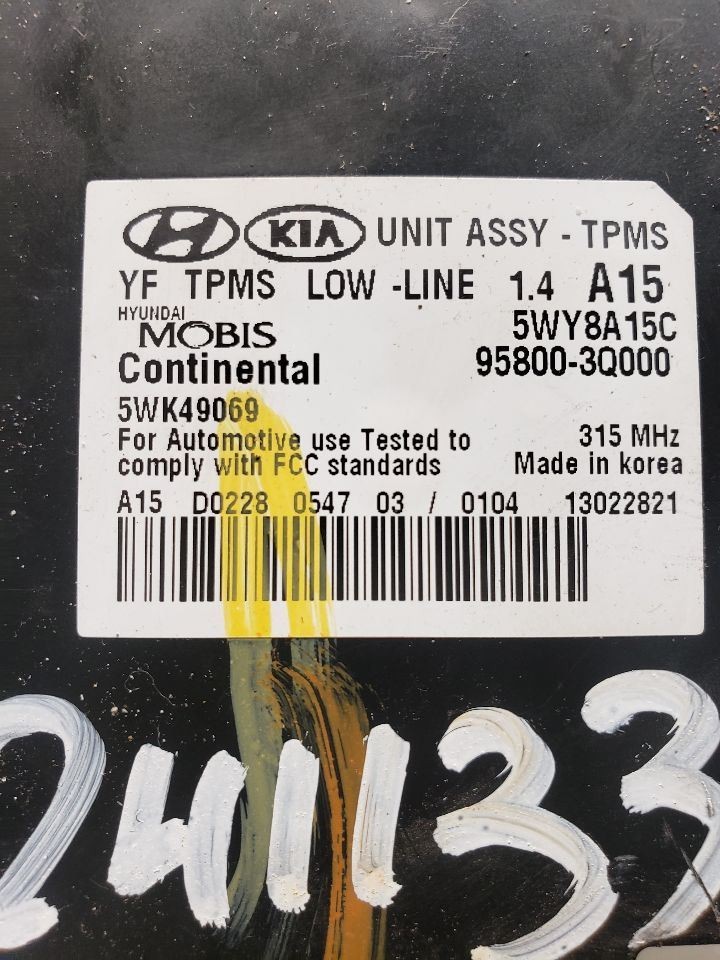 KIA UNIT ASSY - TPMS
YF TPMS LOW -LINE 1.4 A15
HYUNDAI
MOBIS 5WY8A15C
Continental 95800-3Q000
5WK49069
For Automotive use Tested to 315 MHz
comply with FCC standards Made in korea
A15 D0228 0547 03 / 0104 13022821
241133